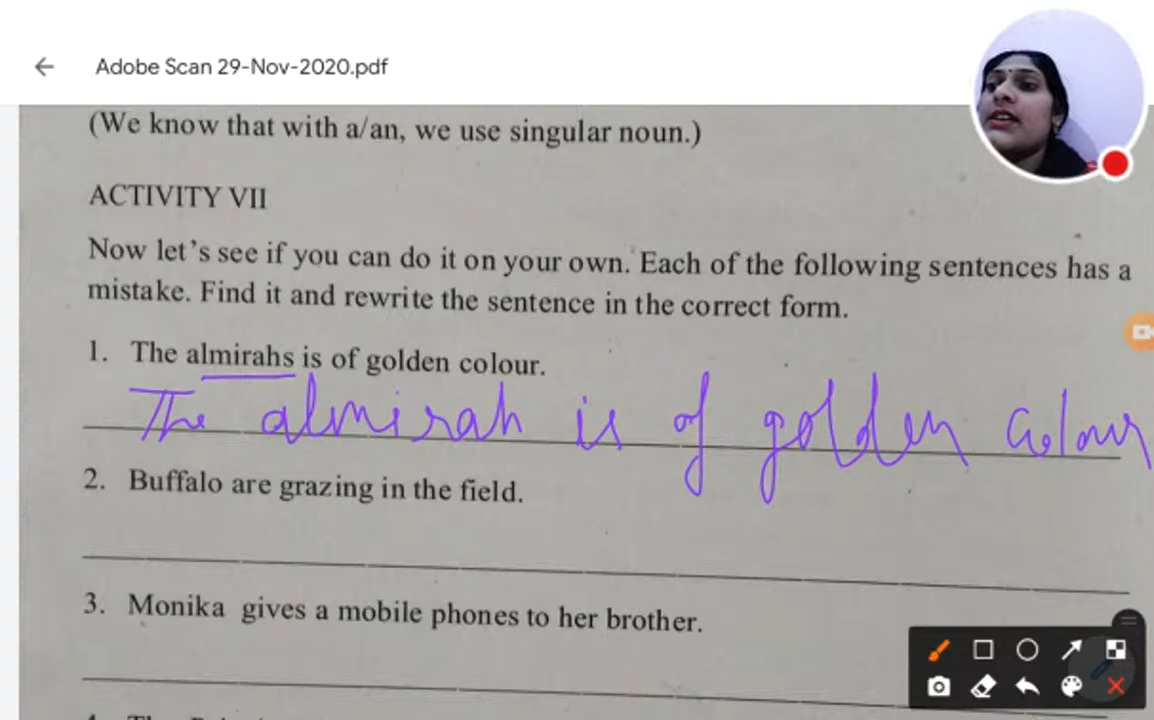 Adobe Scan 29-Nov-2020.pdf
(We know that with a/an, we use singular noun.)
ACTIVITY VII
Now let's see if you can do it on your own. Each of the following sentences has a
mistake. Find it and rewrite the sentence in the correct form.
1. The almirahs is of golden colour.
The almirah is of golden colour
2. Buffalo are grazing in the field.
3. Monika gives a mobile phones to her brother.